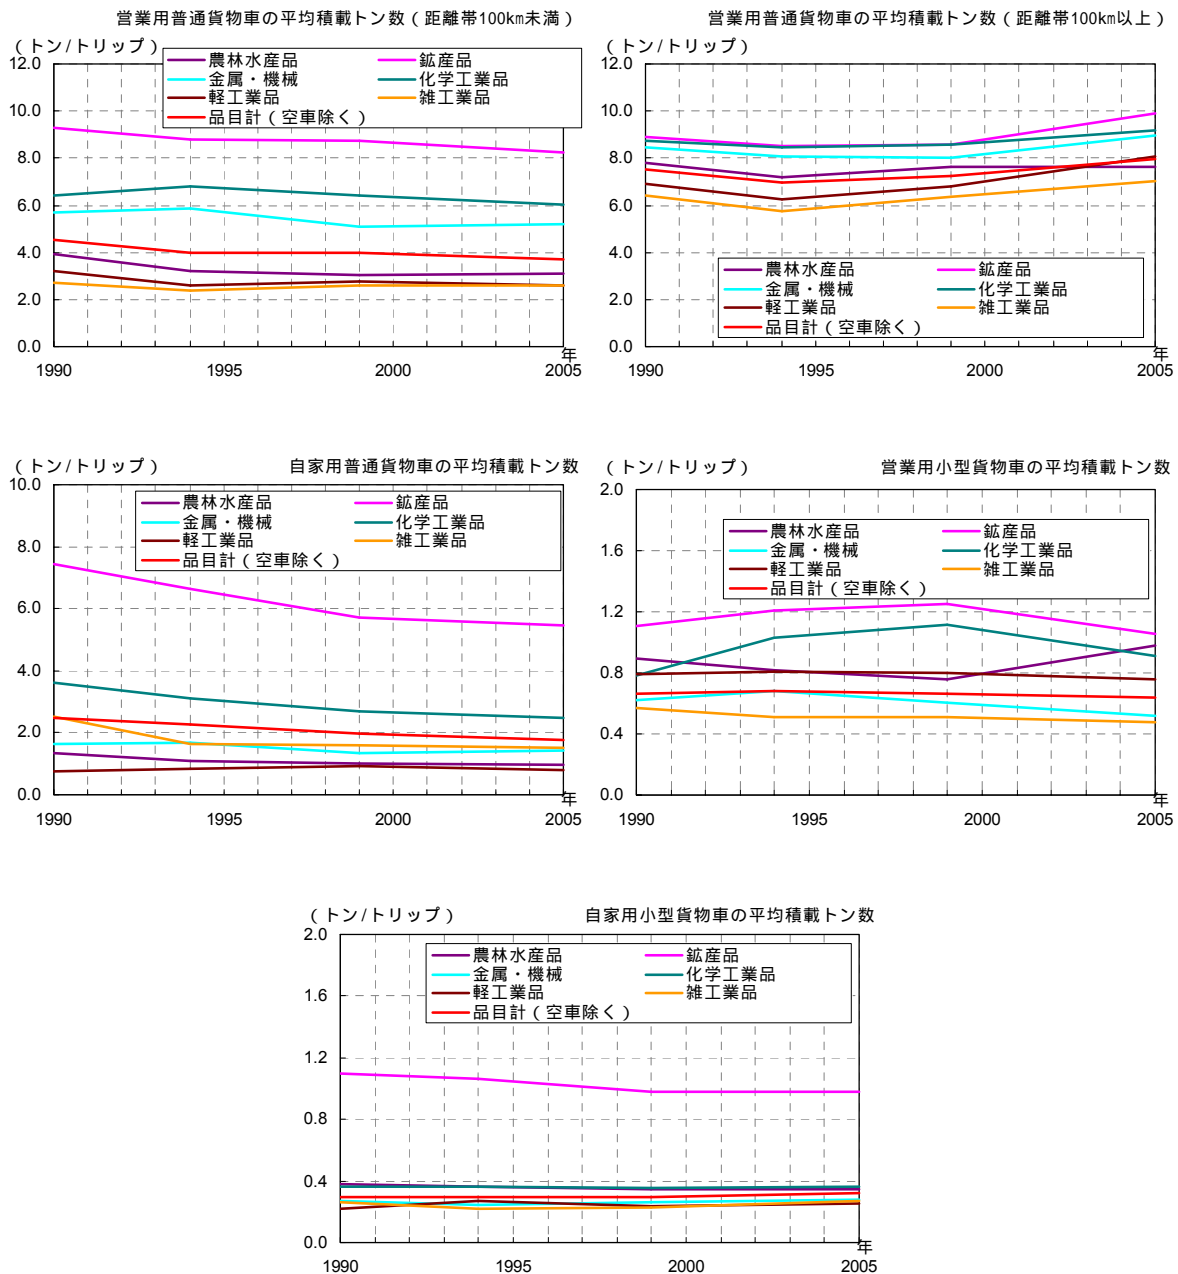 営業用普通貨物車の平均積載トン数（距離帯100km未満）
（トン/トリップ）
農林水産品 鉱産品
金属・機械 化学工業品
軽工業品 雑工業品
品目計（空車除く）
12.0
10.0
8.0
6.0
4.0
2.0
0.0
年
1990 1995 2000 2005
営業用普通貨物車の平均積載トン数（距離帯100km以上）
（トン/トリップ）
12.0
10.0
8.0
6.0
4.0
2.0
0.0
農林水産品 鉱産品
金属・機械 化学工業品
軽工業品 雑工業品
品目計（空車除く）
年
1990 1995 2000 2005
（トン/トリップ） 自家用普通貨物車の平均積載トン数
10.0
8.0
6.0
4.0
2.0
0.0
農林水産品 鉱産品
金属・機械 化学工業品
軽工業品 雑工業品
品目計（空車除く）
年
1990 1995 2000 2005
（トン/トリップ） 営業用小型貨物車の平均積載トン数
2.0
1.6
1.2
0.8
0.4
0.0
農林水産品 鉱産品
金属・機械 化学工業品
軽工業品 雑工業品
品目計（空車除く）
年
1990 1995 2000 2005
（トン/トリップ） 自家用小型貨物車の平均積載トン数
2.0
1.6
1.2
0.8
0.4
0.0
農林水産品 鉱産品
金属・機械 化学工業品
軽工業品 雑工業品
品目計（空車除く）
年
1990 1995 2000 2005